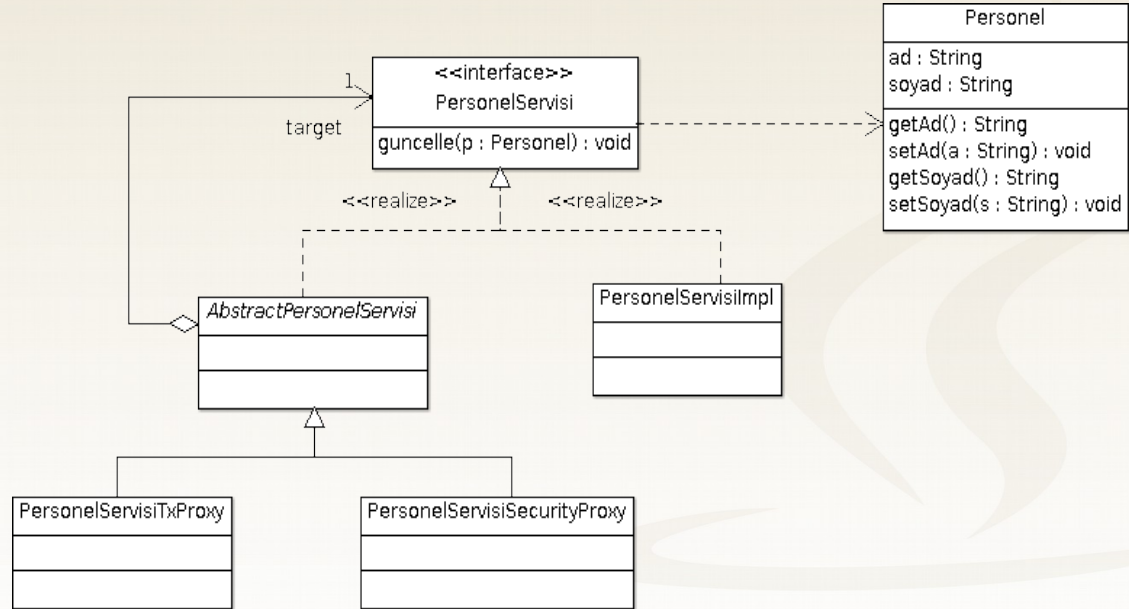 Personel
ad : String
soyad : String
getAd() : String
setAd(a : String) : void
getSoyad() : String
setSoyad(s : String) : void
<<interface>>
PersonelServisi
guncelle(p : Personel) : void
1
target
<<realize>>
<<realize>>
AbstractPersonelServisi
PersonelServisiImpl
PersonelServisiTxProxy
PersonelServisiSecurityProxy